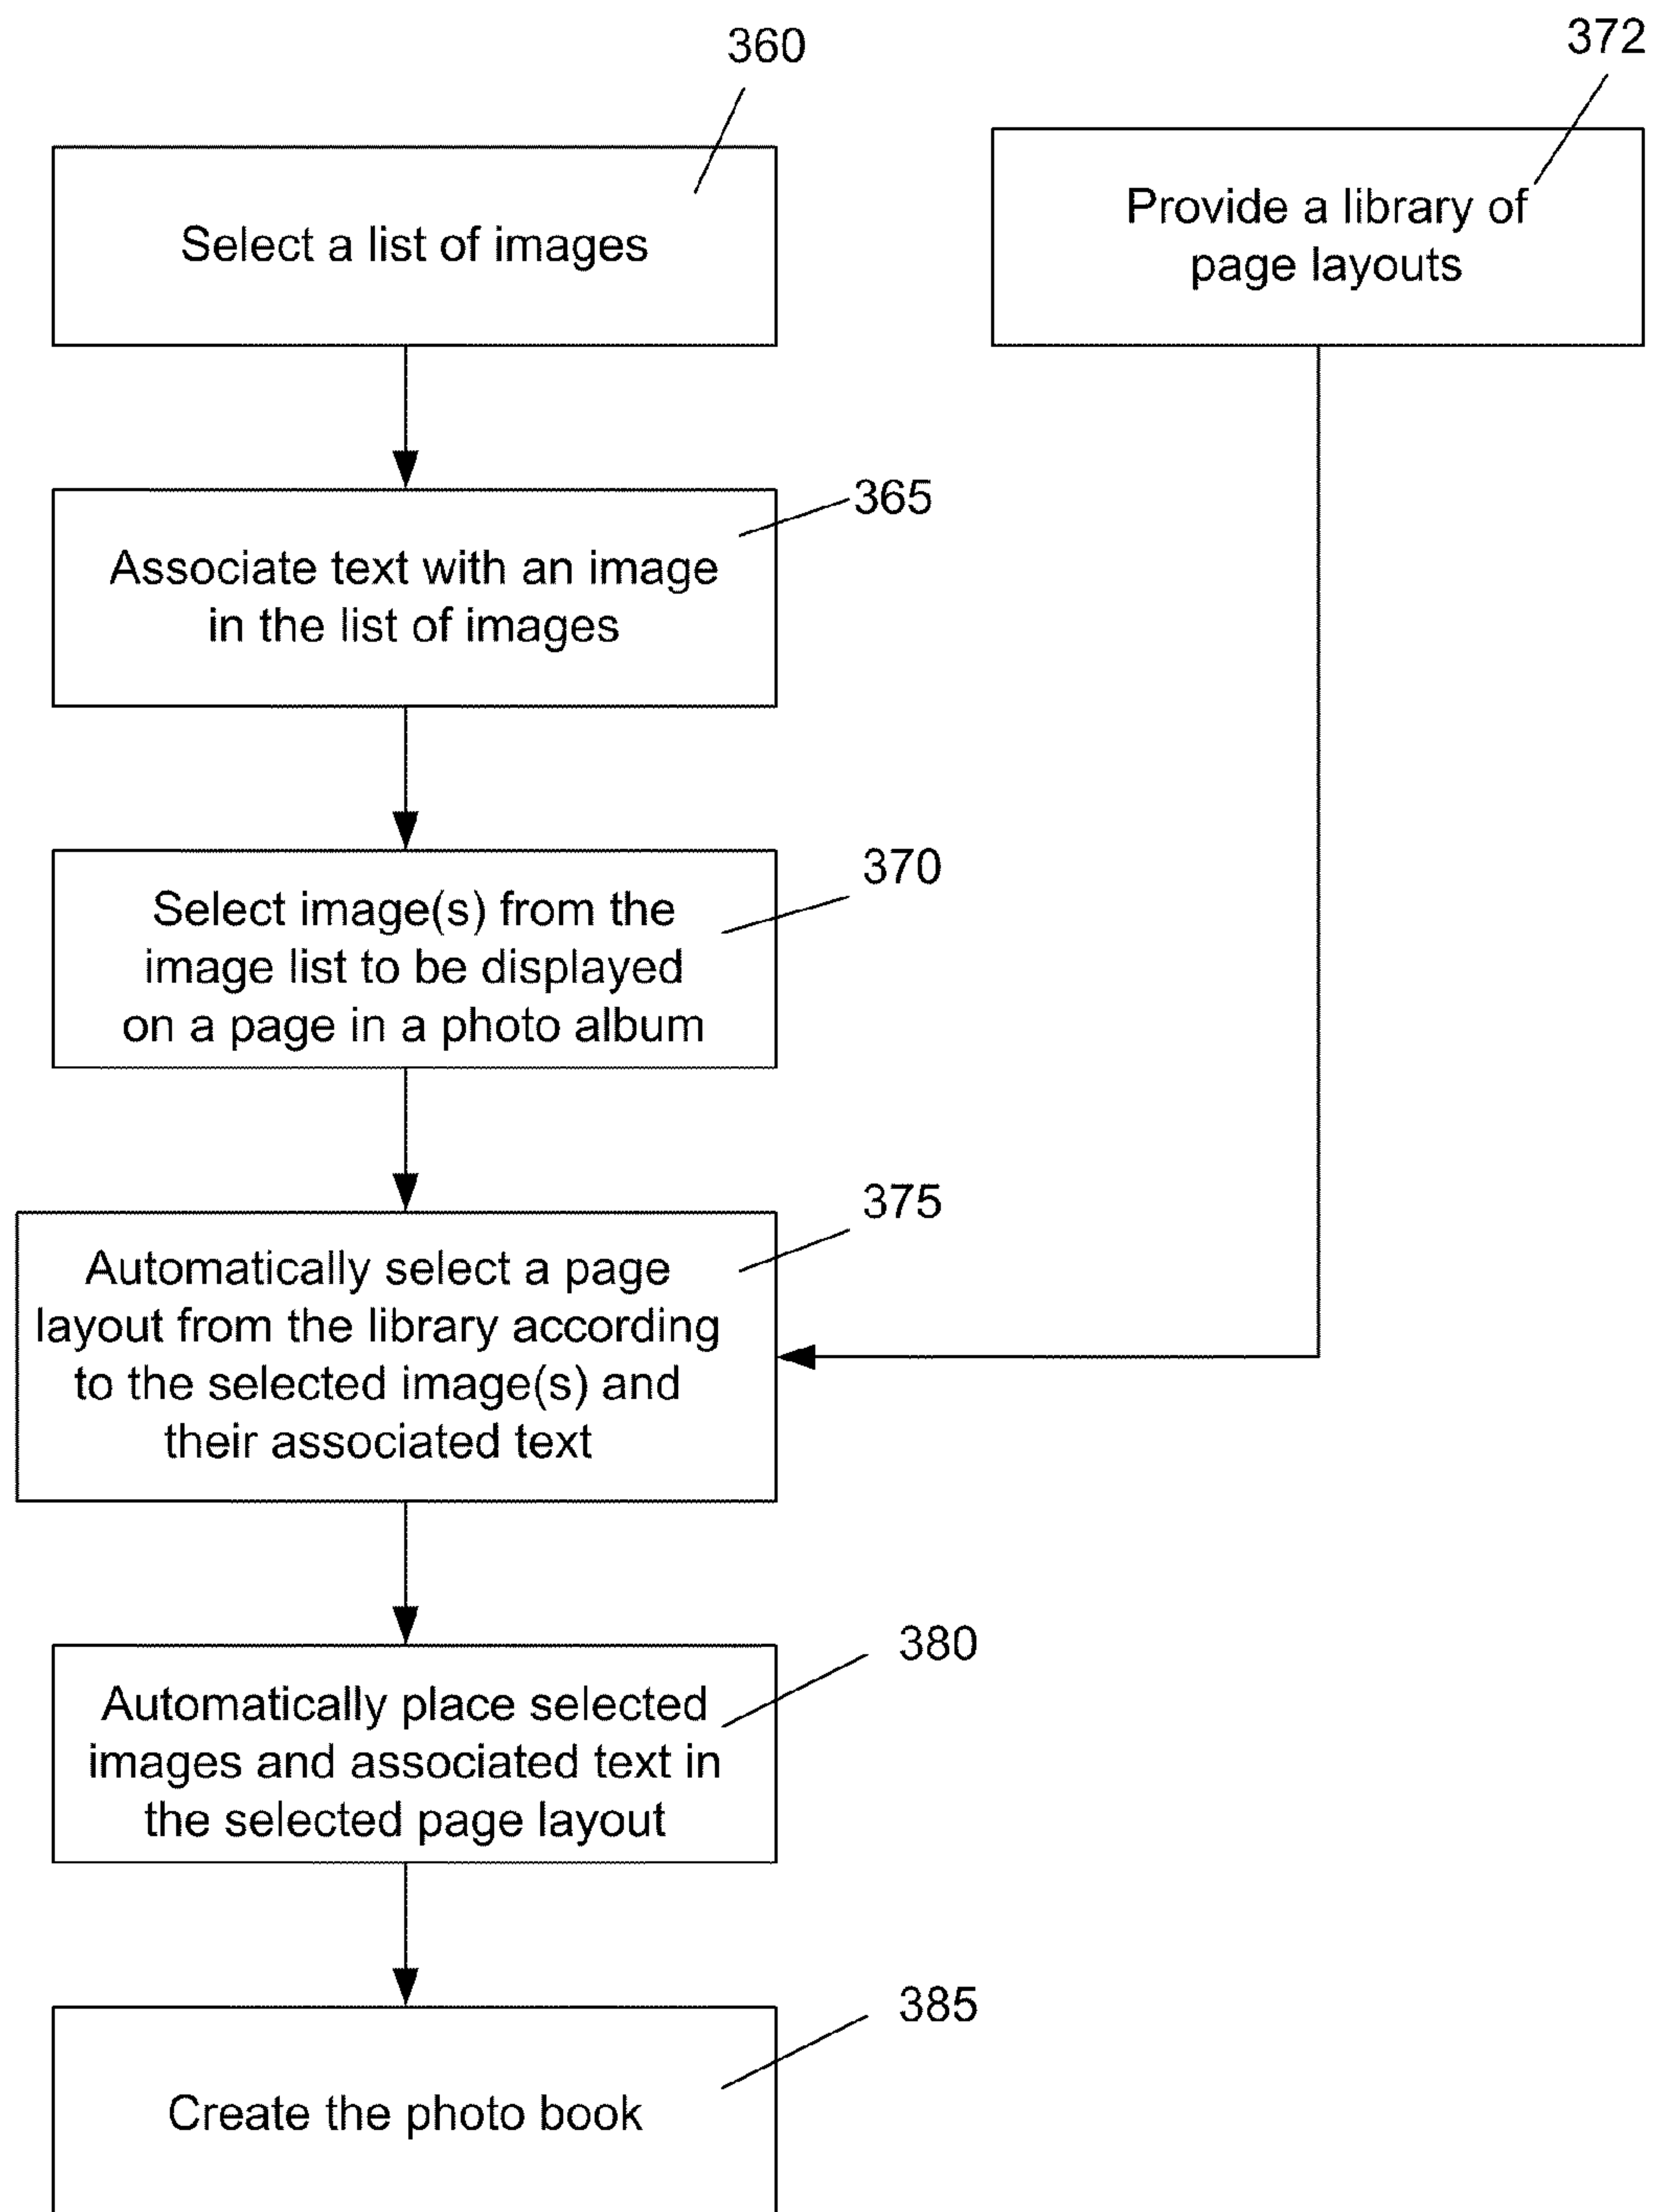 360
372
Select a list of images
Provide a library of
page layouts
365
Associate text with an image
in the list of images
370
Select image(s) from the
image list to be displayed
on a page in a photo album
375
Automatically select a page
layout from the library according
to the selected image(s) and
their associated text
380
Automatically place selected
images and associated text in
the selected page layout
385
Create the photo book